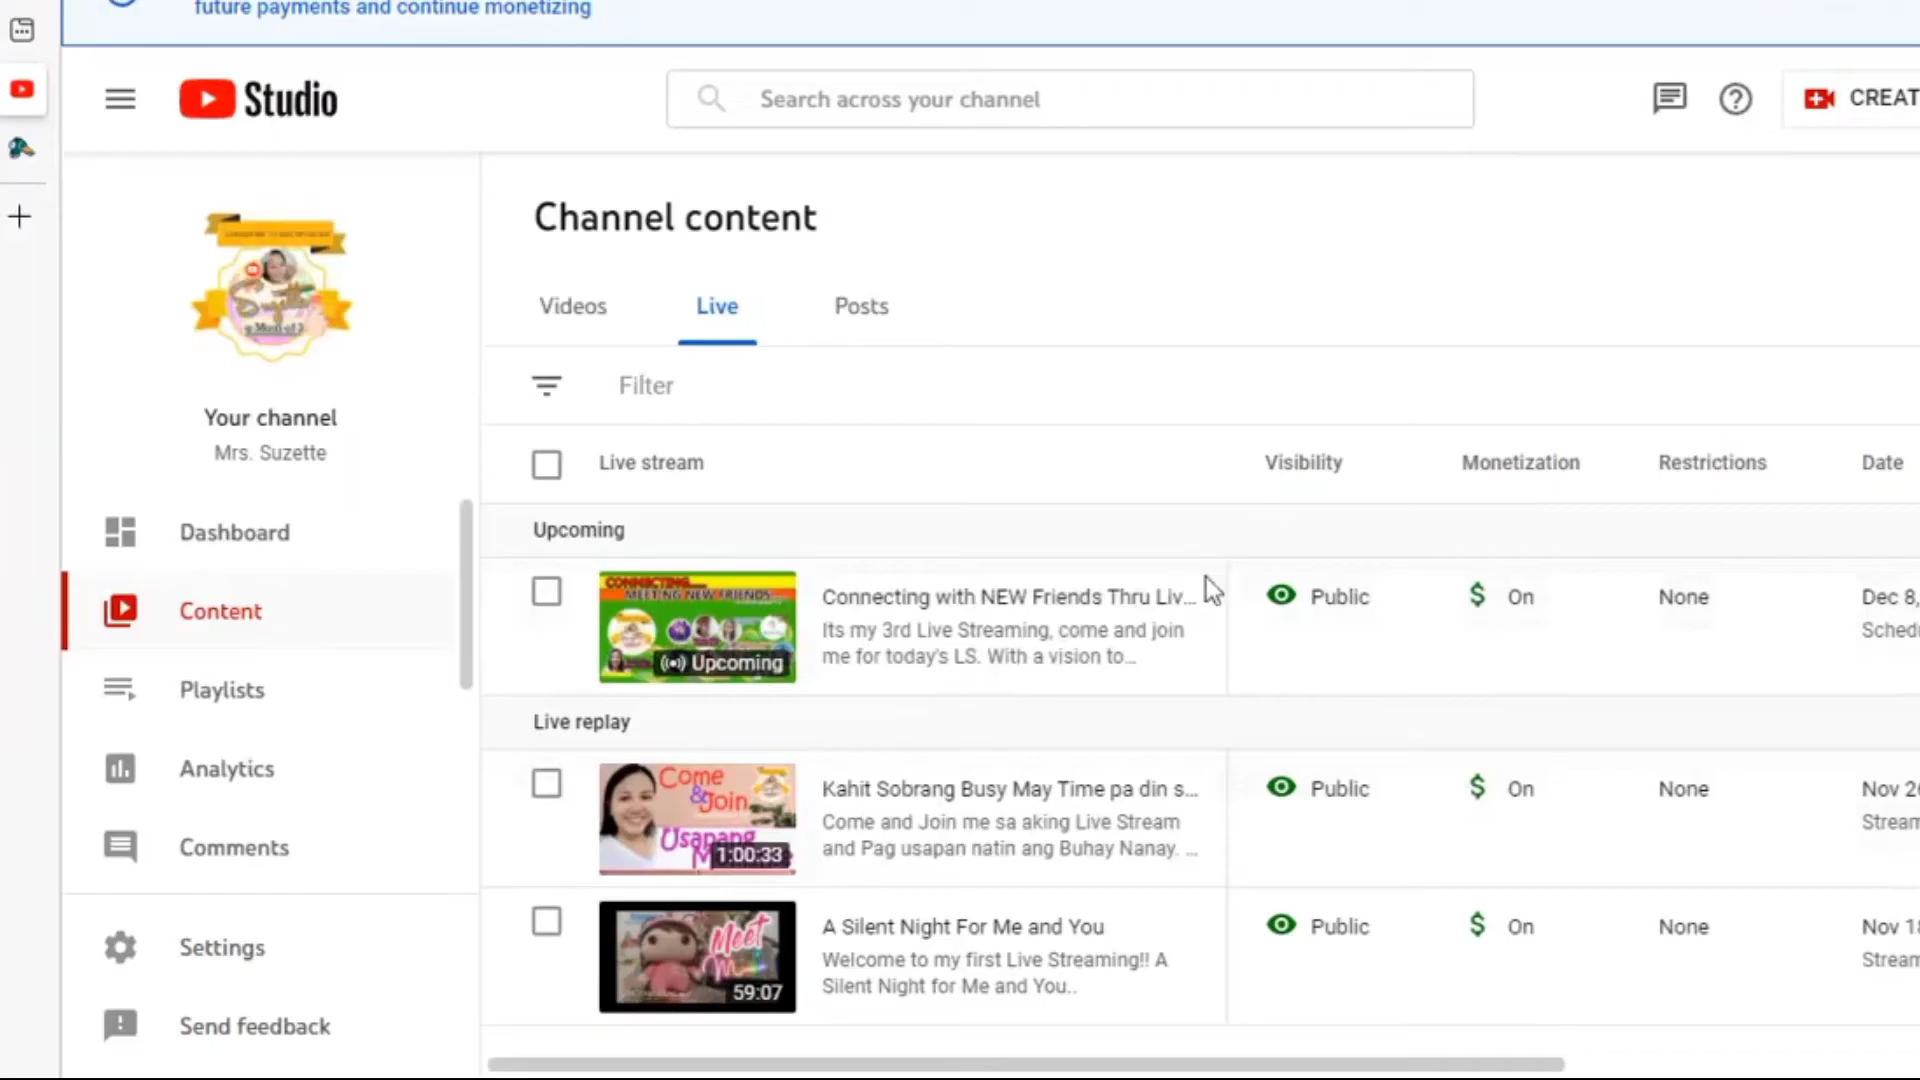 future payments and continue monetizing
Studio
Search across your channel
CREAT
Channel content
Videos
Live
Posts
Filter
Your channel
Mrs. Suzette
Live stream
Visibility
Monetization
Restrictions
Date
Dashboard
Upcoming
Content
CONNECTING....
MEETING NEW FRIENDS...
Upcoming
Connecting with NEW Friends Thru Liv...
Its my 3rd Live Streaming, come and join
me for today's LS. With a vision to...
Public
$ On
None
Dec 8,
Sched
Playlists
Live replay
Analytics
Come
& Join
Usapang
1:00:33
Kahit Sobrang Busy May Time pa din s...
Come and Join me sa aking Live Stream
and Pag usapan natin ang Buhay Nanay. ...
Public
$ On
None
Nov 26
Stream
Comments
Meet
59:07
A Silent Night For Me and You
Welcome to my first Live Streaming!! A
Silent Night for Me and You..
Public
$ On
None
Nov 18
Stream
Settings
Send feedback